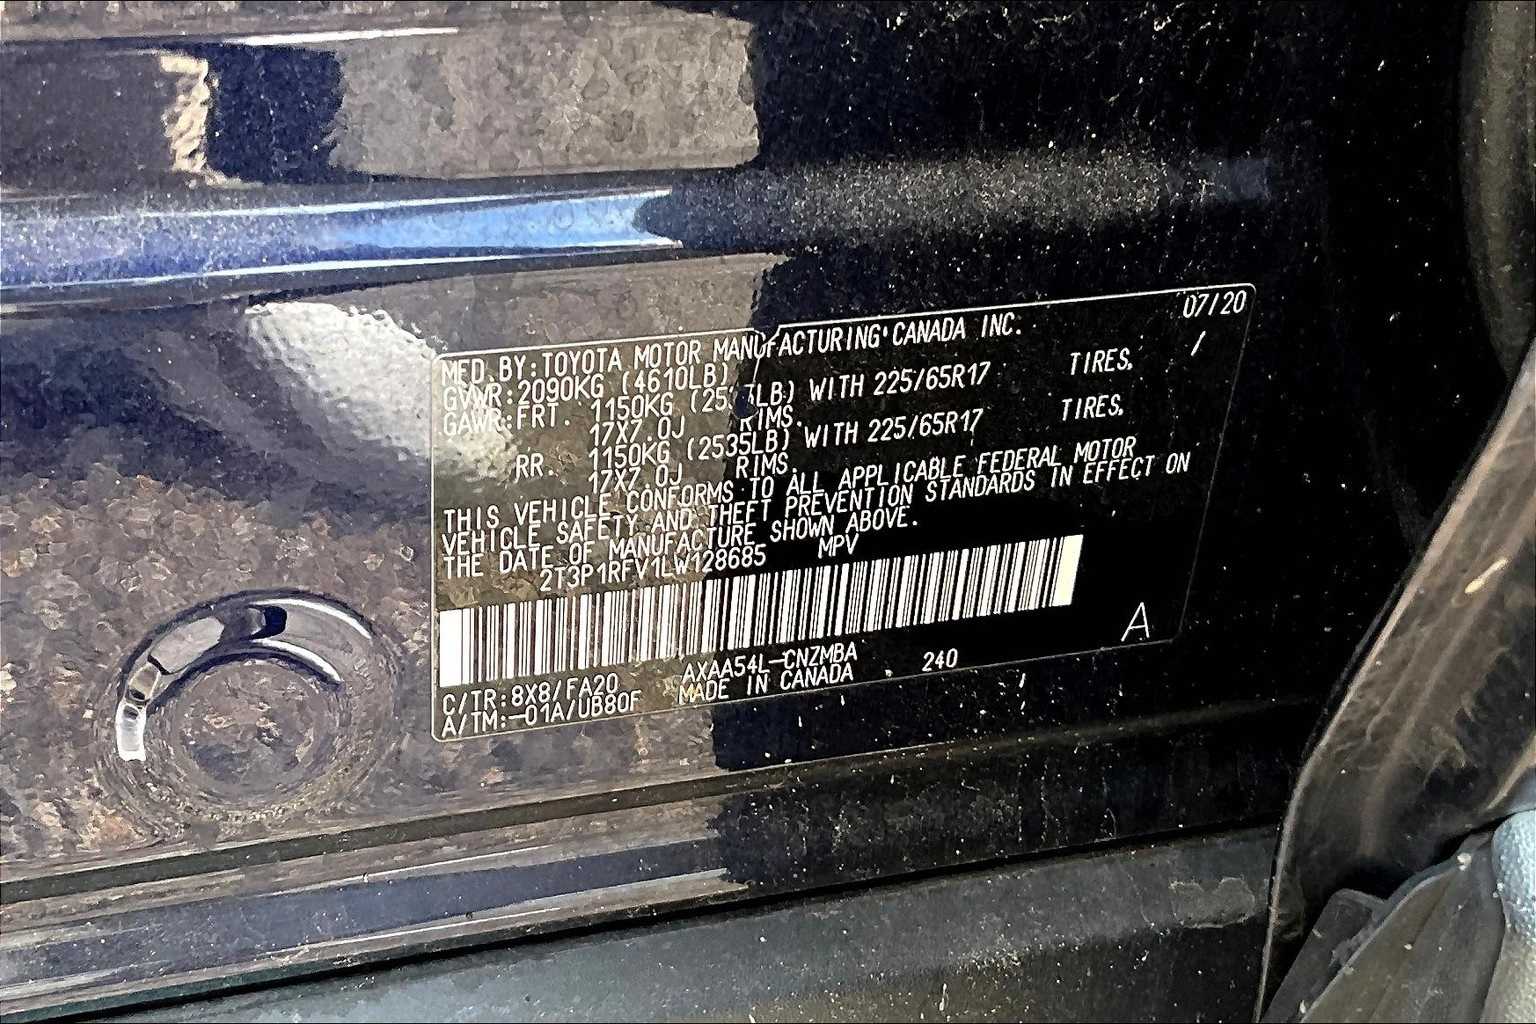 07/20
MFD. BY: TOYOTA MOTOR MANUFACTURING CANADA INC.
GVWR: 2090KG (4610LB)
GAWR: FRT. 1150KG WITH 225/65R17 TIRES,
17X7.0J RIMS.
RR. 1150KG (2535LB) WITH 225/65R17 TIRES,
17X7.0J RIMS.
THIS VEHICLE CONFORMS TO ALL APPLICABLE FEDERAL MOTOR
VEHICLE SAFETY AND THEFT PREVENTION STANDARDS IN EFFECT ON
THE DATE OF MANUFACTURE SHOWN ABOVE.
2T3P1RFV1LW128685 MPV
A
C/TR: 8X8/FA20 AXAA54L-CNZMBA 240
A/TM: -01A/UB80F MADE IN CANADA